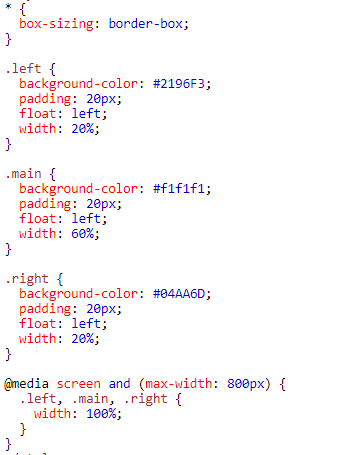 * {
  box-sizing: border-box;
}

.left {
  background-color: #2196F3;
  padding: 20px;
  float: left;
  width: 20%;
}

.main {
  background-color: #f1f1f1;
  padding: 20px;
  float: left;
  width: 60%;
}

.right {
  background-color: #04AA6D;
  padding: 20px;
  float: left;
  width: 20%;
}

@media screen and (max-width: 800px) {
  .left, .main, .right {
    width: 100%;
  }
}